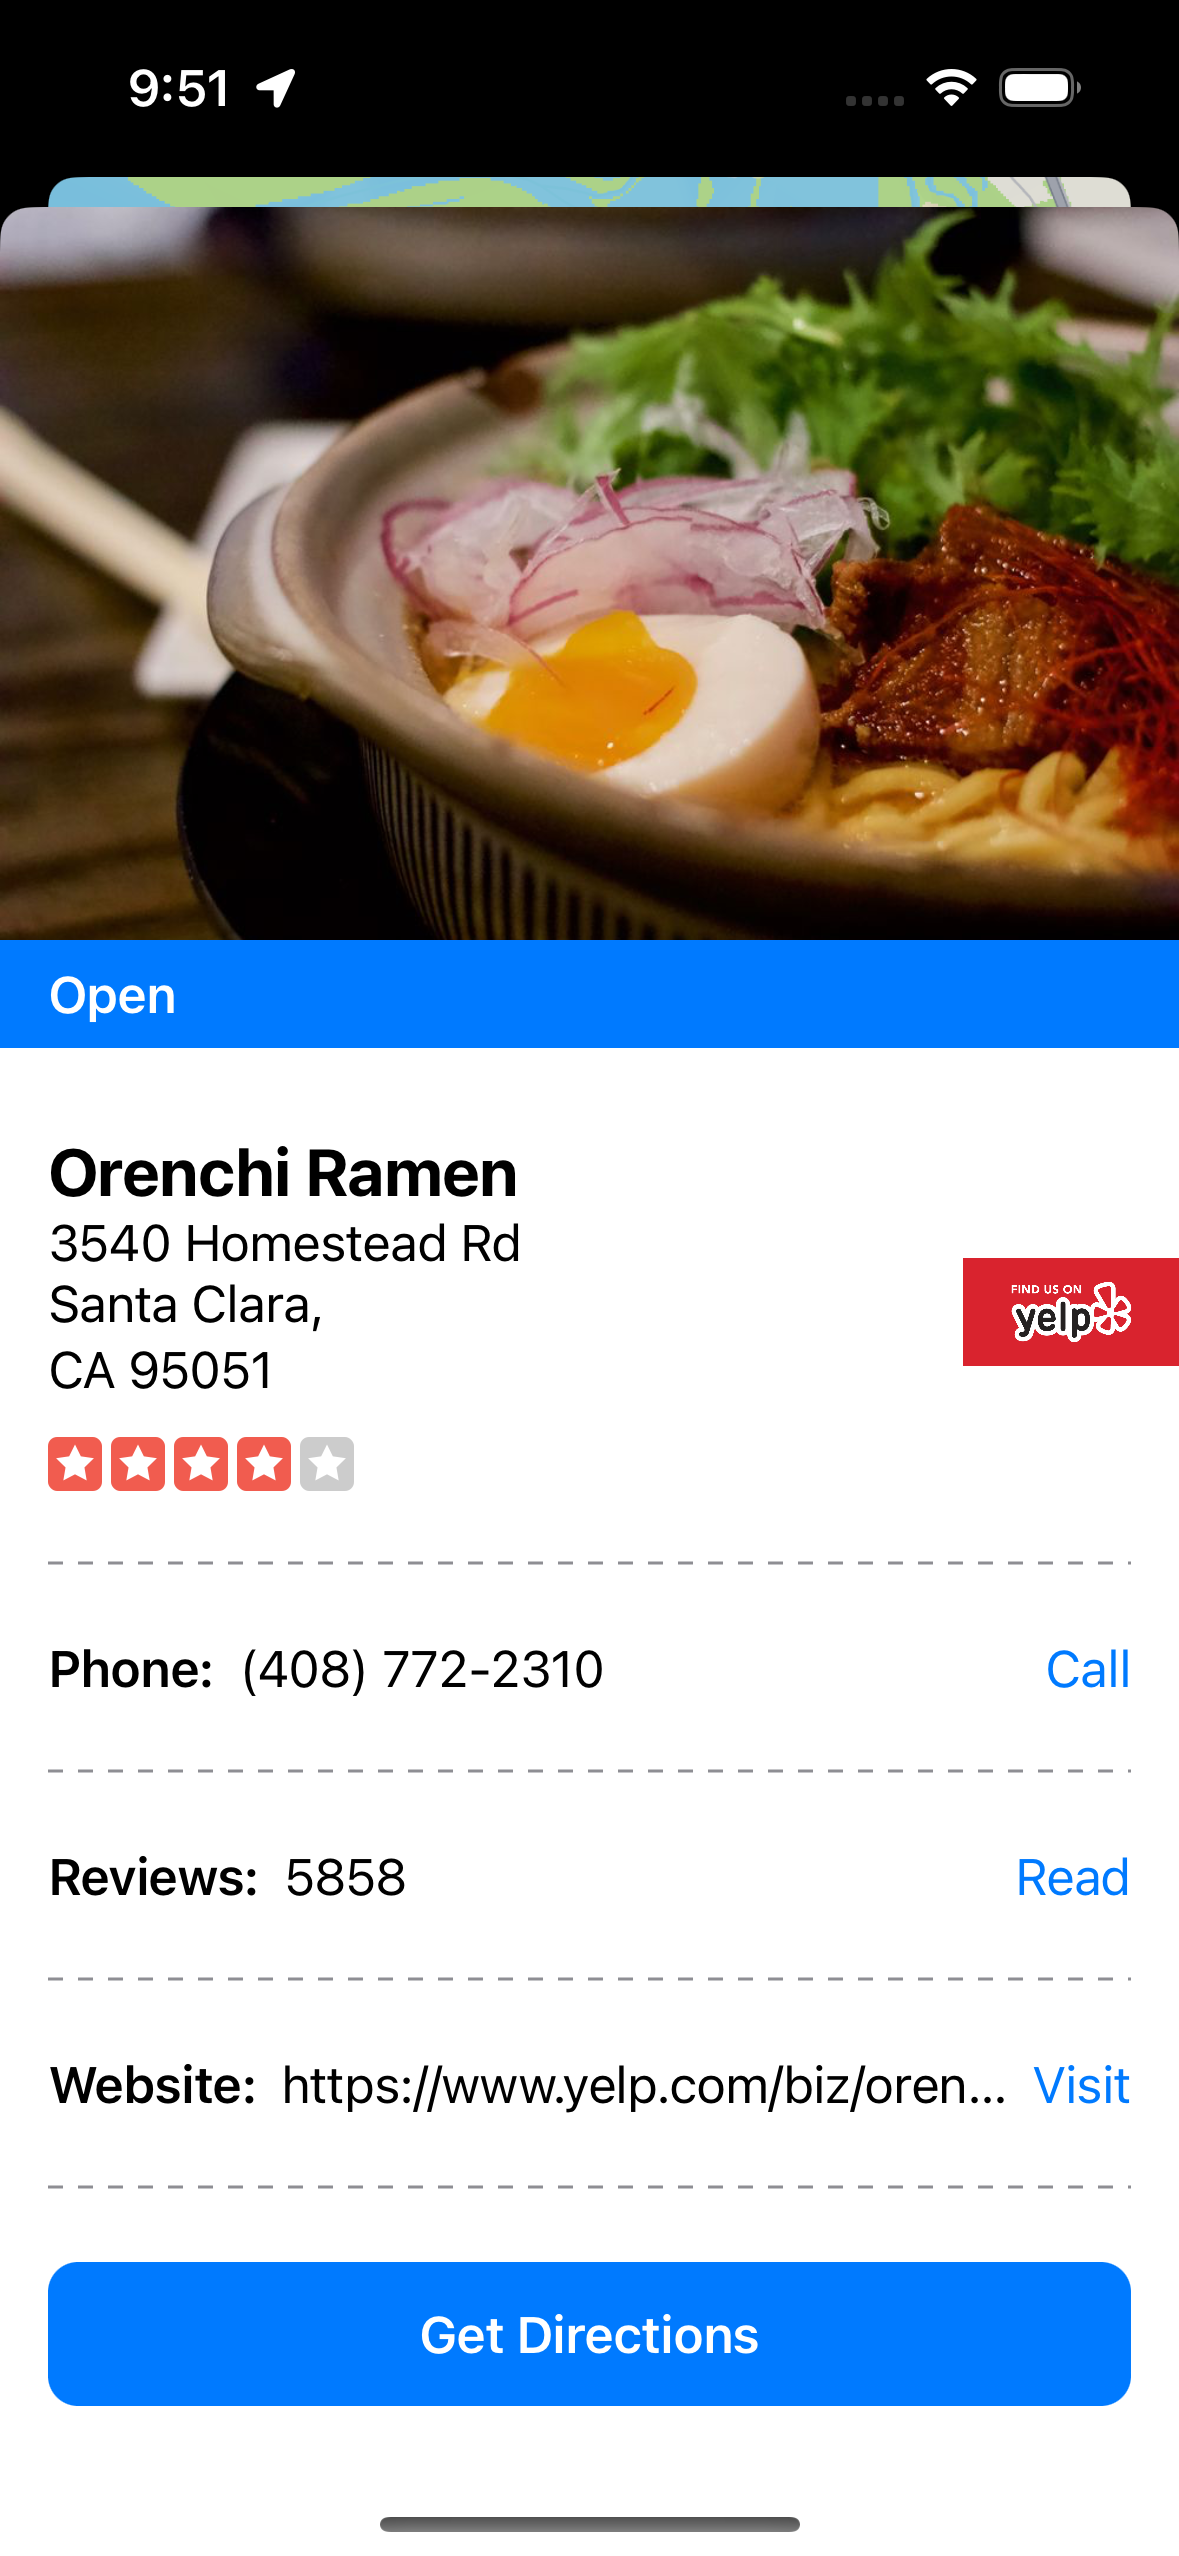 9:51
Open
Orenchi Ramen
3540 Homestead Rd
Santa Clara,
CA 95051
FIND US ON
yelp
Phone: (408) 772-2310 Call
Reviews: 5858 Read
Website: https://www.yelp.com/biz/oren... Visit
Get Directions